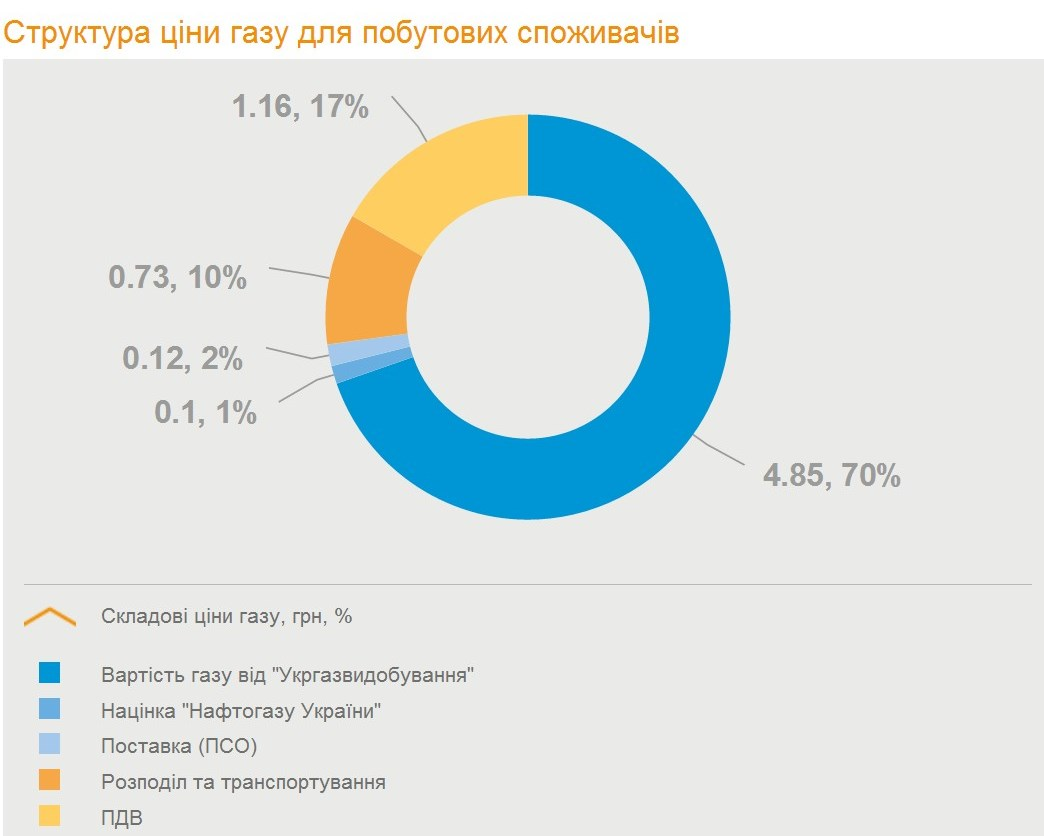 Структура ціни газу для побутових споживачів
1.16, 17%
0.73, 10%
0.12, 2%
0.1, 1%
4.85, 70%
Складові ціни газу, грн, %
Вартість газу від "Укргазвидобування"
Націнка "Нафтогазу України"
Поставка (ПСО)
Розподіл та транспортування
ПДВ